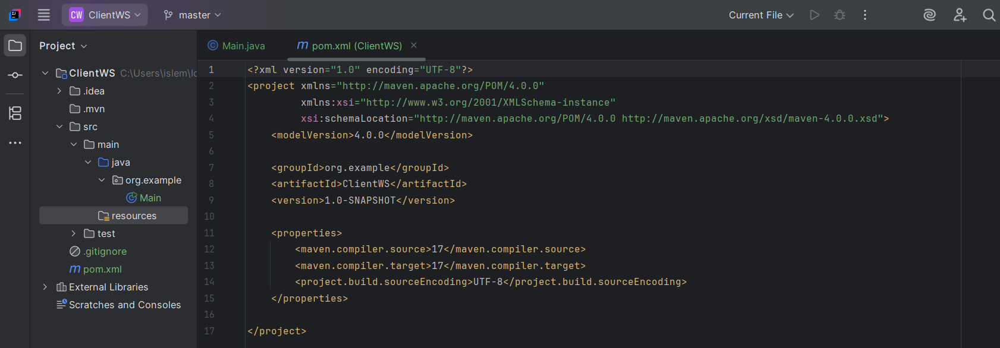 CW ClientWS master Current File
Project
Main.java
pom.xml (ClientWS)
ClientWS C:\Users\islem\Id
.idea
.mvn
src
main
java
org.example
Main
resources
test
.gitignore
pom.xml
External Libraries
Scratches and Consoles
1 <?xml version="1.0" encoding="UTF-8"?>
2 <project xmlns="http://maven.apache.org/POM/4.0.0"
3 xmlns:xsi="http://www.w3.org/2001/XMLSchema-instance"
4 xsi:schemaLocation="http://maven.apache.org/POM/4.0.0 http://maven.apache.org/xsd/maven-4.0.0.xsd">
5 <modelVersion>4.0.0</modelVersion>
6
7 <groupId>org.example</groupId>
8 <artifactId>ClientWS</artifactId>
9 <version>1.0-SNAPSHOT</version>
10
11 <properties>
12 <maven.compiler.source>17</maven.compiler.source>
13 <maven.compiler.target>17</maven.compiler.target>
14 <project.build.sourceEncoding>UTF-8</project.build.sourceEncoding>
15 </properties>
16
17 </project>